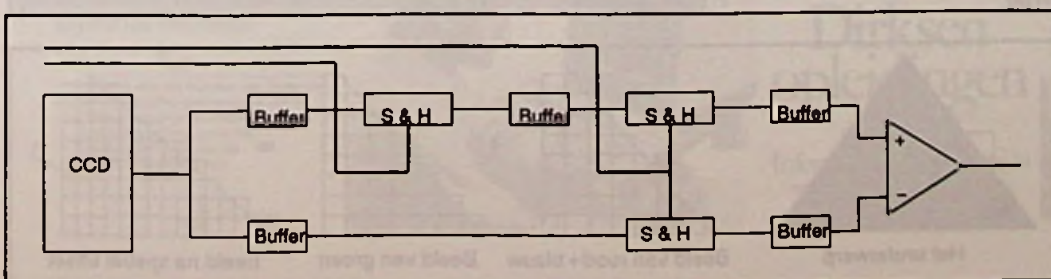 Buffer S & H Buffer S & H Buffer
CCD
+
−
Buffer S & H Buffer